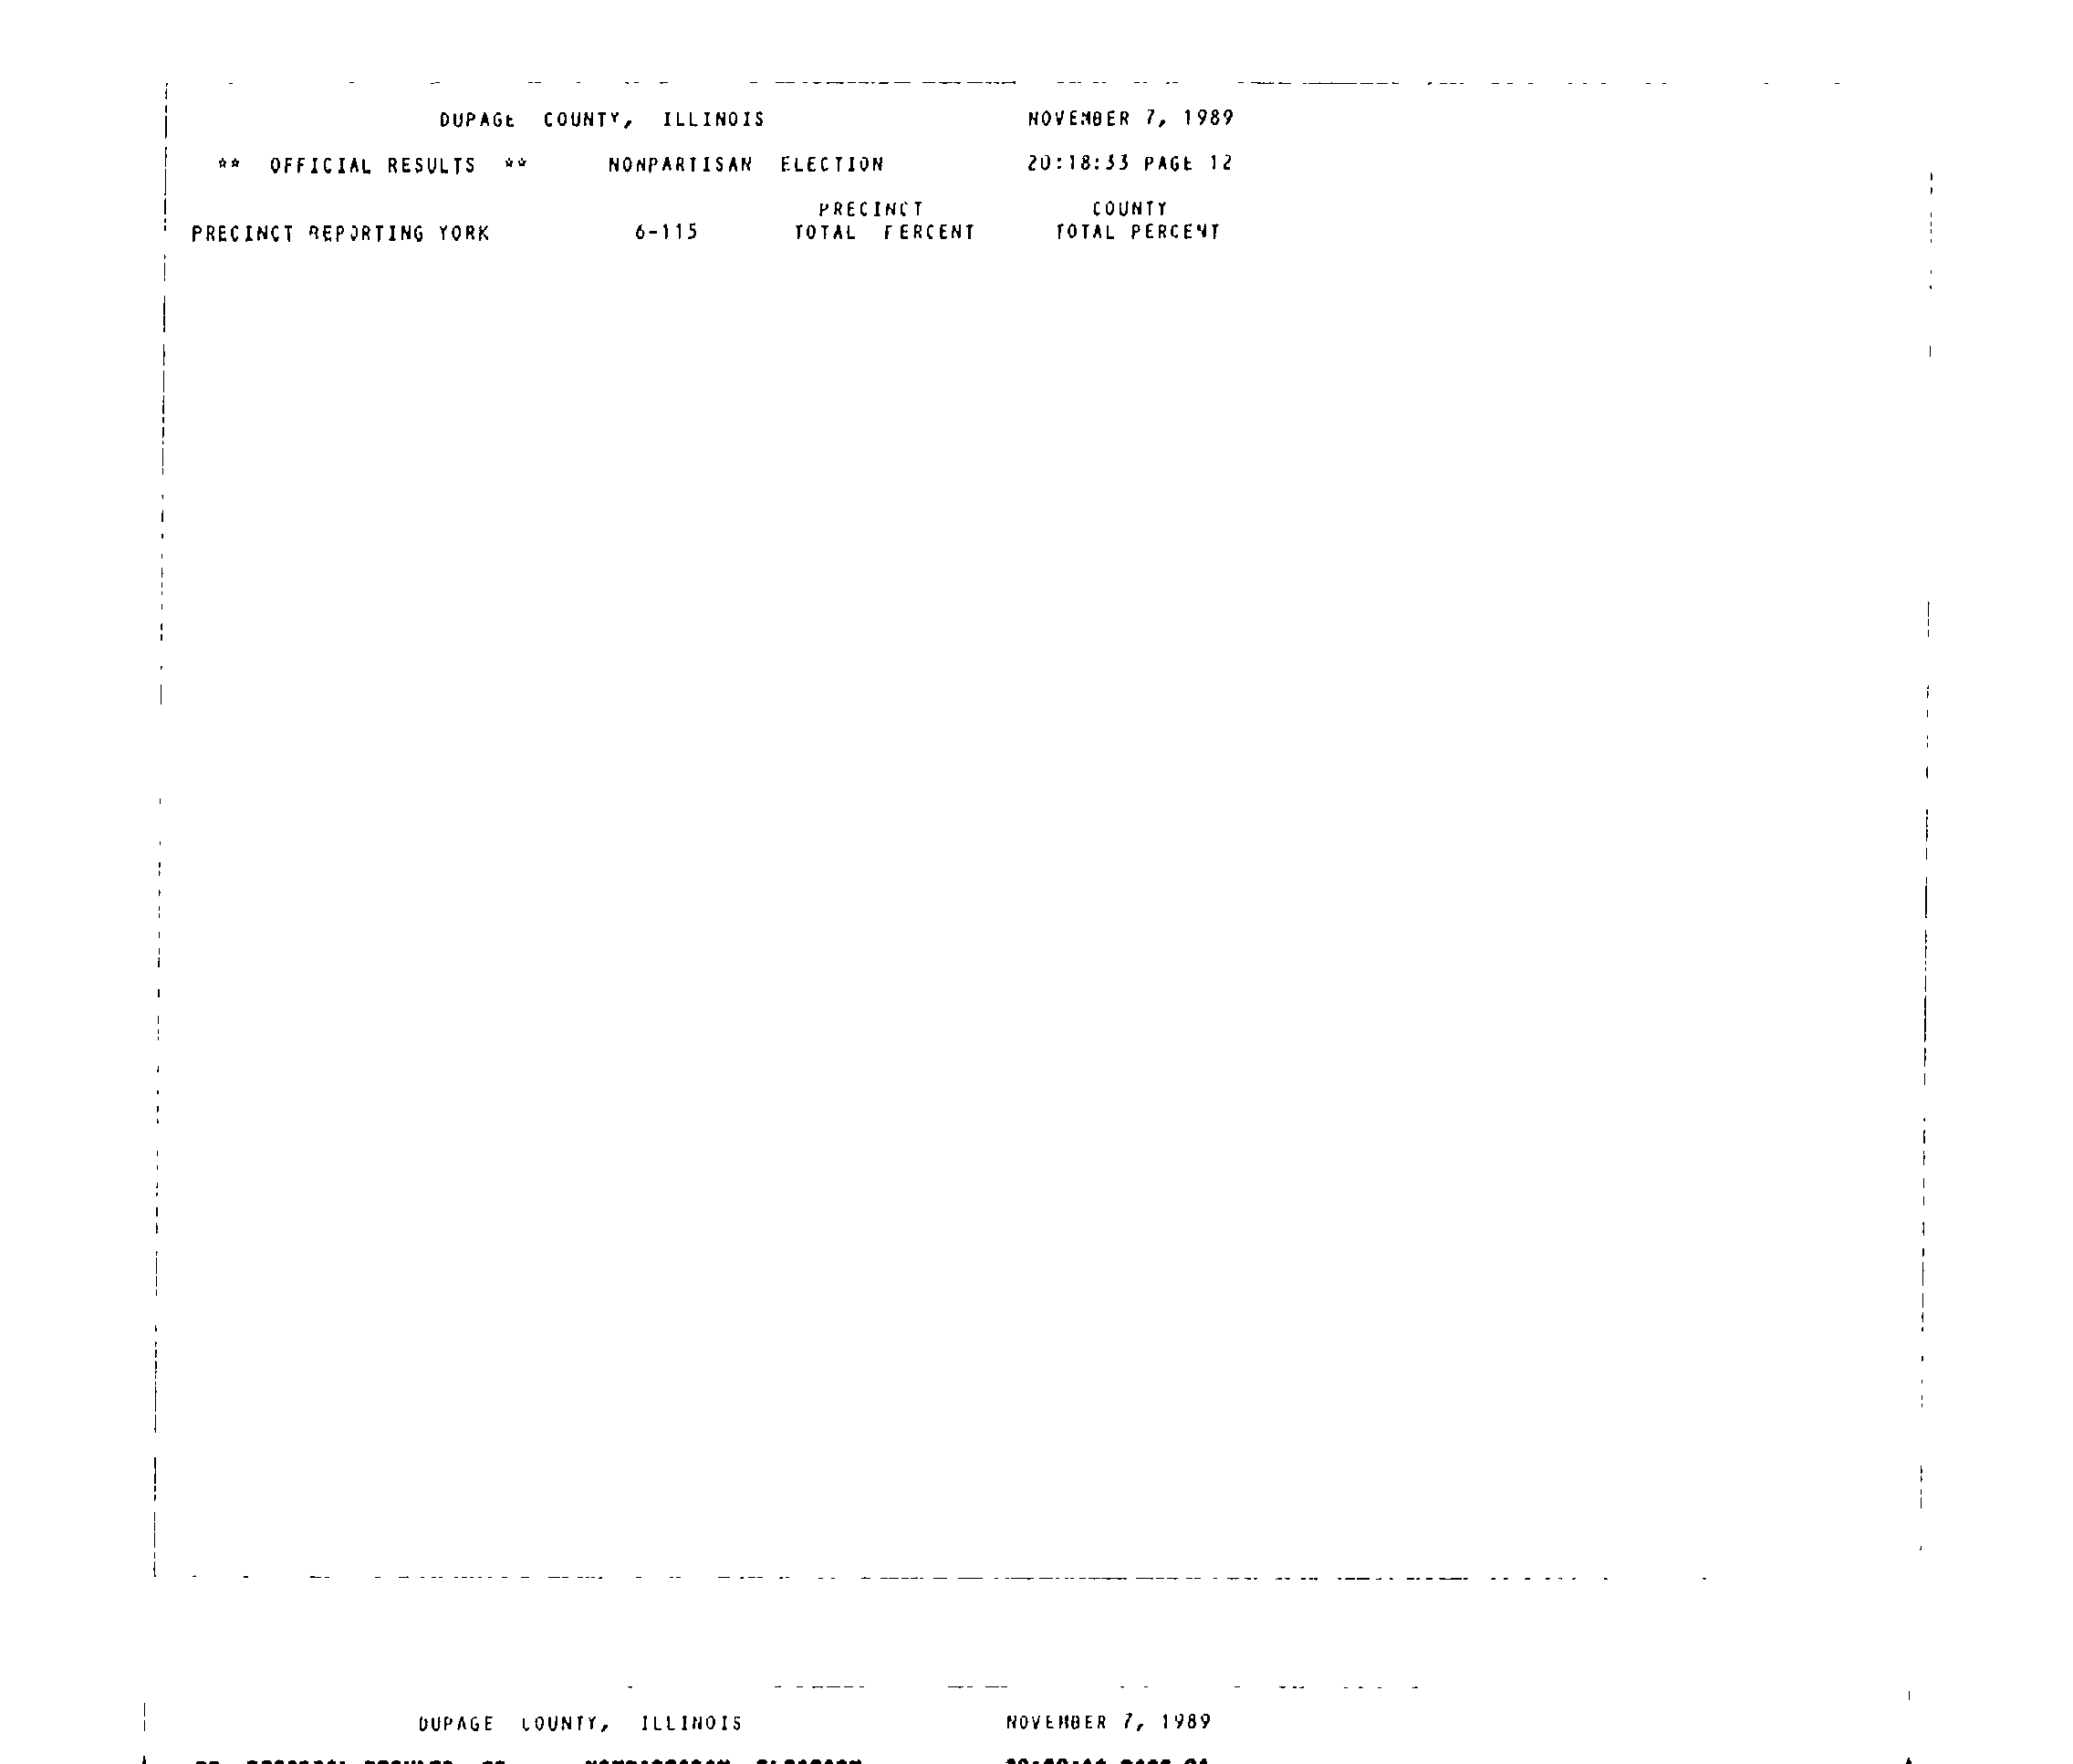 DUPAGE COUNTY, ILLINOIS NOVEMBER 7, 1989
** OFFICIAL RESULTS ** NONPARTISAN ELECTION 20:18:33 PAGE 12
PRECINCT COUNTY
PRECINCT REPORTING YORK 6-115 TOTAL PERCENT TOTAL PERCENT
DUPAGE COUNTY, ILLINOIS NOVEMBER 7, 1989